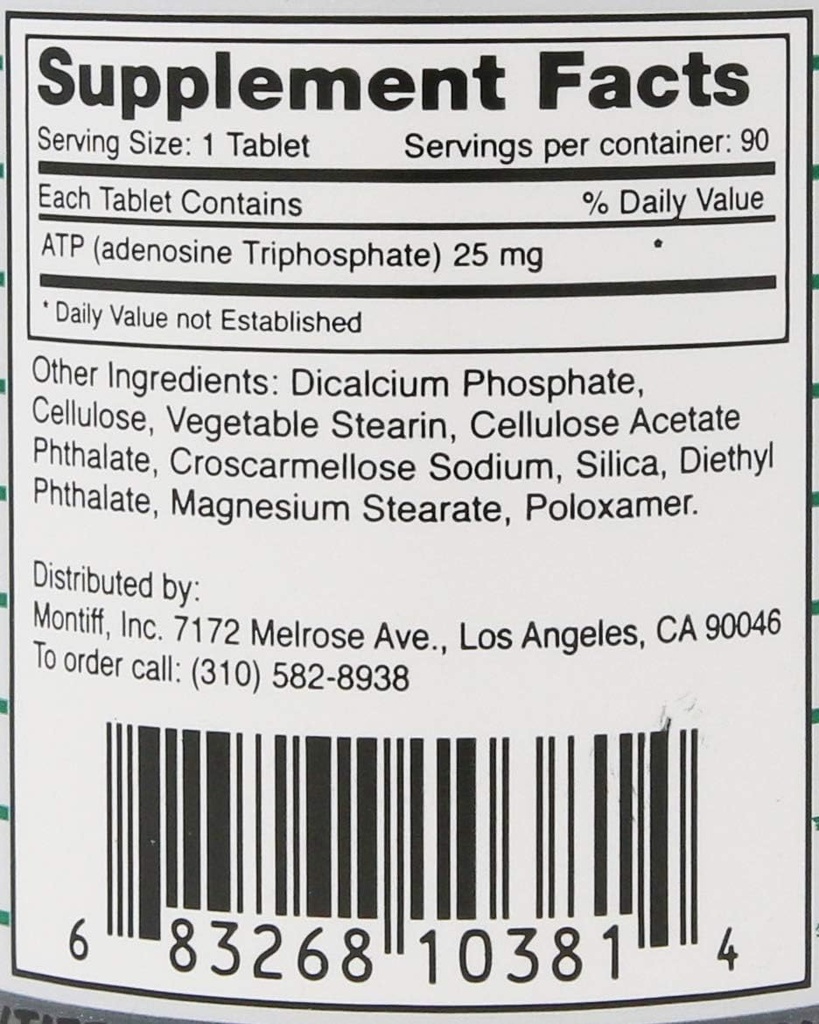 Supplement Facts
Serving Size: 1 Tablet Servings per container: 90
Each Tablet Contains % Daily Value
ATP (adenosine Triphosphate) 25 mg *
* Daily Value not Established
Other Ingredients: Dicalcium Phosphate,
Cellulose, Vegetable Stearin, Cellulose Acetate
Phthalate, Croscarmellose Sodium, Silica, Diethyl
Phthalate, Magnesium Stearate, Poloxamer.
Distributed by:
Montiff, Inc. 7172 Melrose Ave., Los Angeles, CA 90046
To order call: (310) 582-8938
6 83268 10381 4